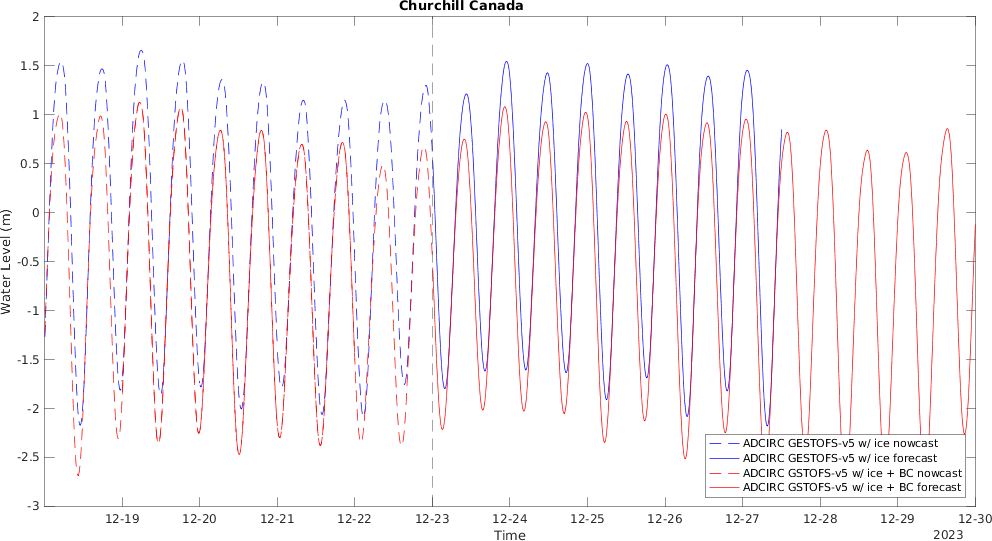 Churchill Canada
2
1.5
1
0.5
0
-0.5
-1
-1.5
-2
-2.5
-3
Water Level (m)
ADCIRC GESTOFS-v5 w/ ice nowcast
ADCIRC GESTOFS-v5 w/ ice forecast
ADCIRC GSTOFS-v5 w/ ice + BC nowcast
ADCIRC GSTOFS-v5 w/ ice + BC forecast
12-19 12-20 12-21 12-22 12-23 12-24 12-25 12-26 12-27 12-28 12-29 12-30
Time
2023